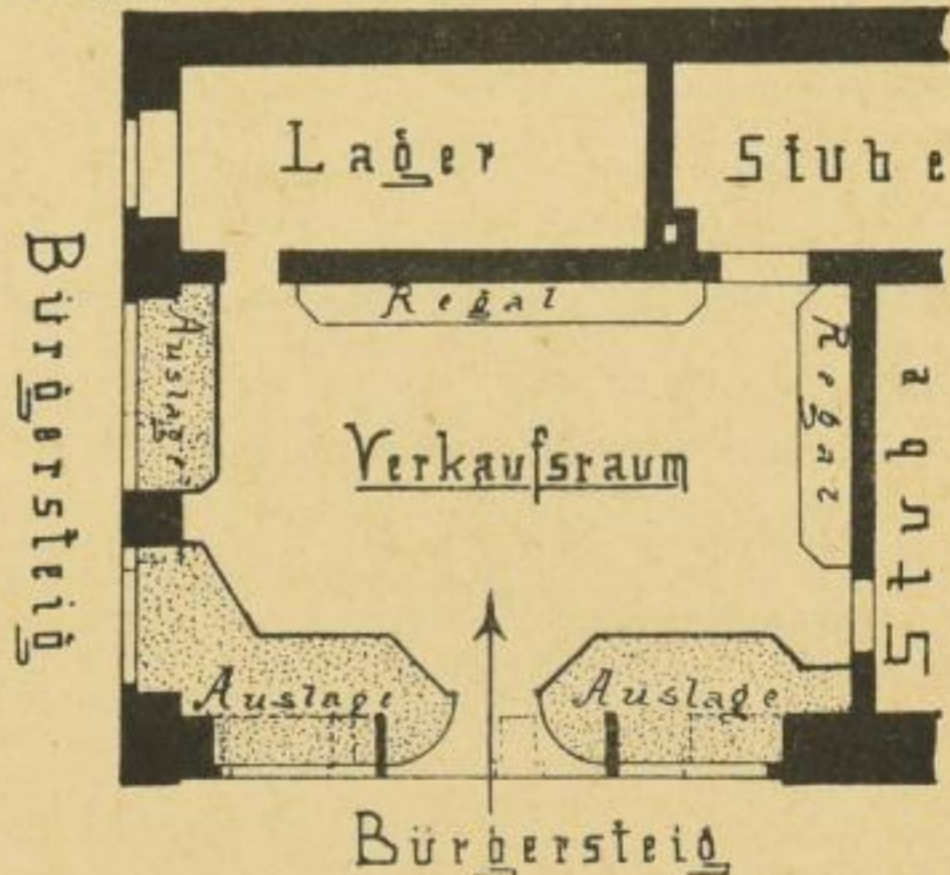 Lager
Stube
Bürgersteig
Auslage
Regal
Regal
Verkaufsraum
Stube
Auslage
Auslage
Bürgersteig